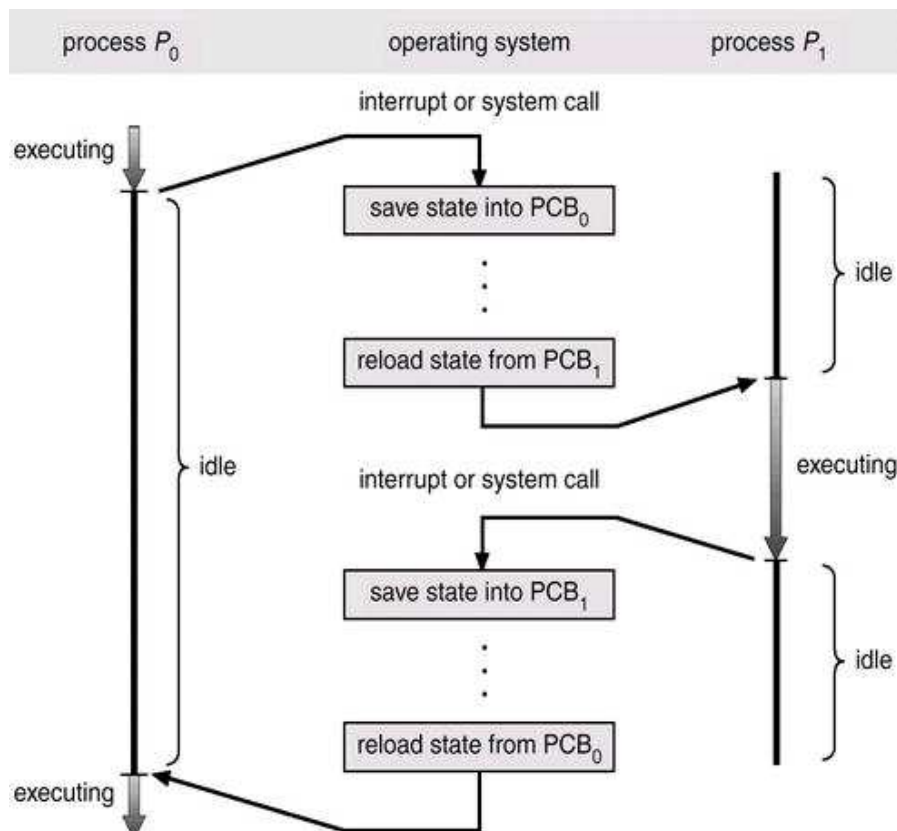 process P0
operating system
process P1
interrupt or system call
executing
save state into PCB0
idle
reload state from PCB1
idle
executing
interrupt or system call
save state into PCB1
idle
reload state from PCB0
executing